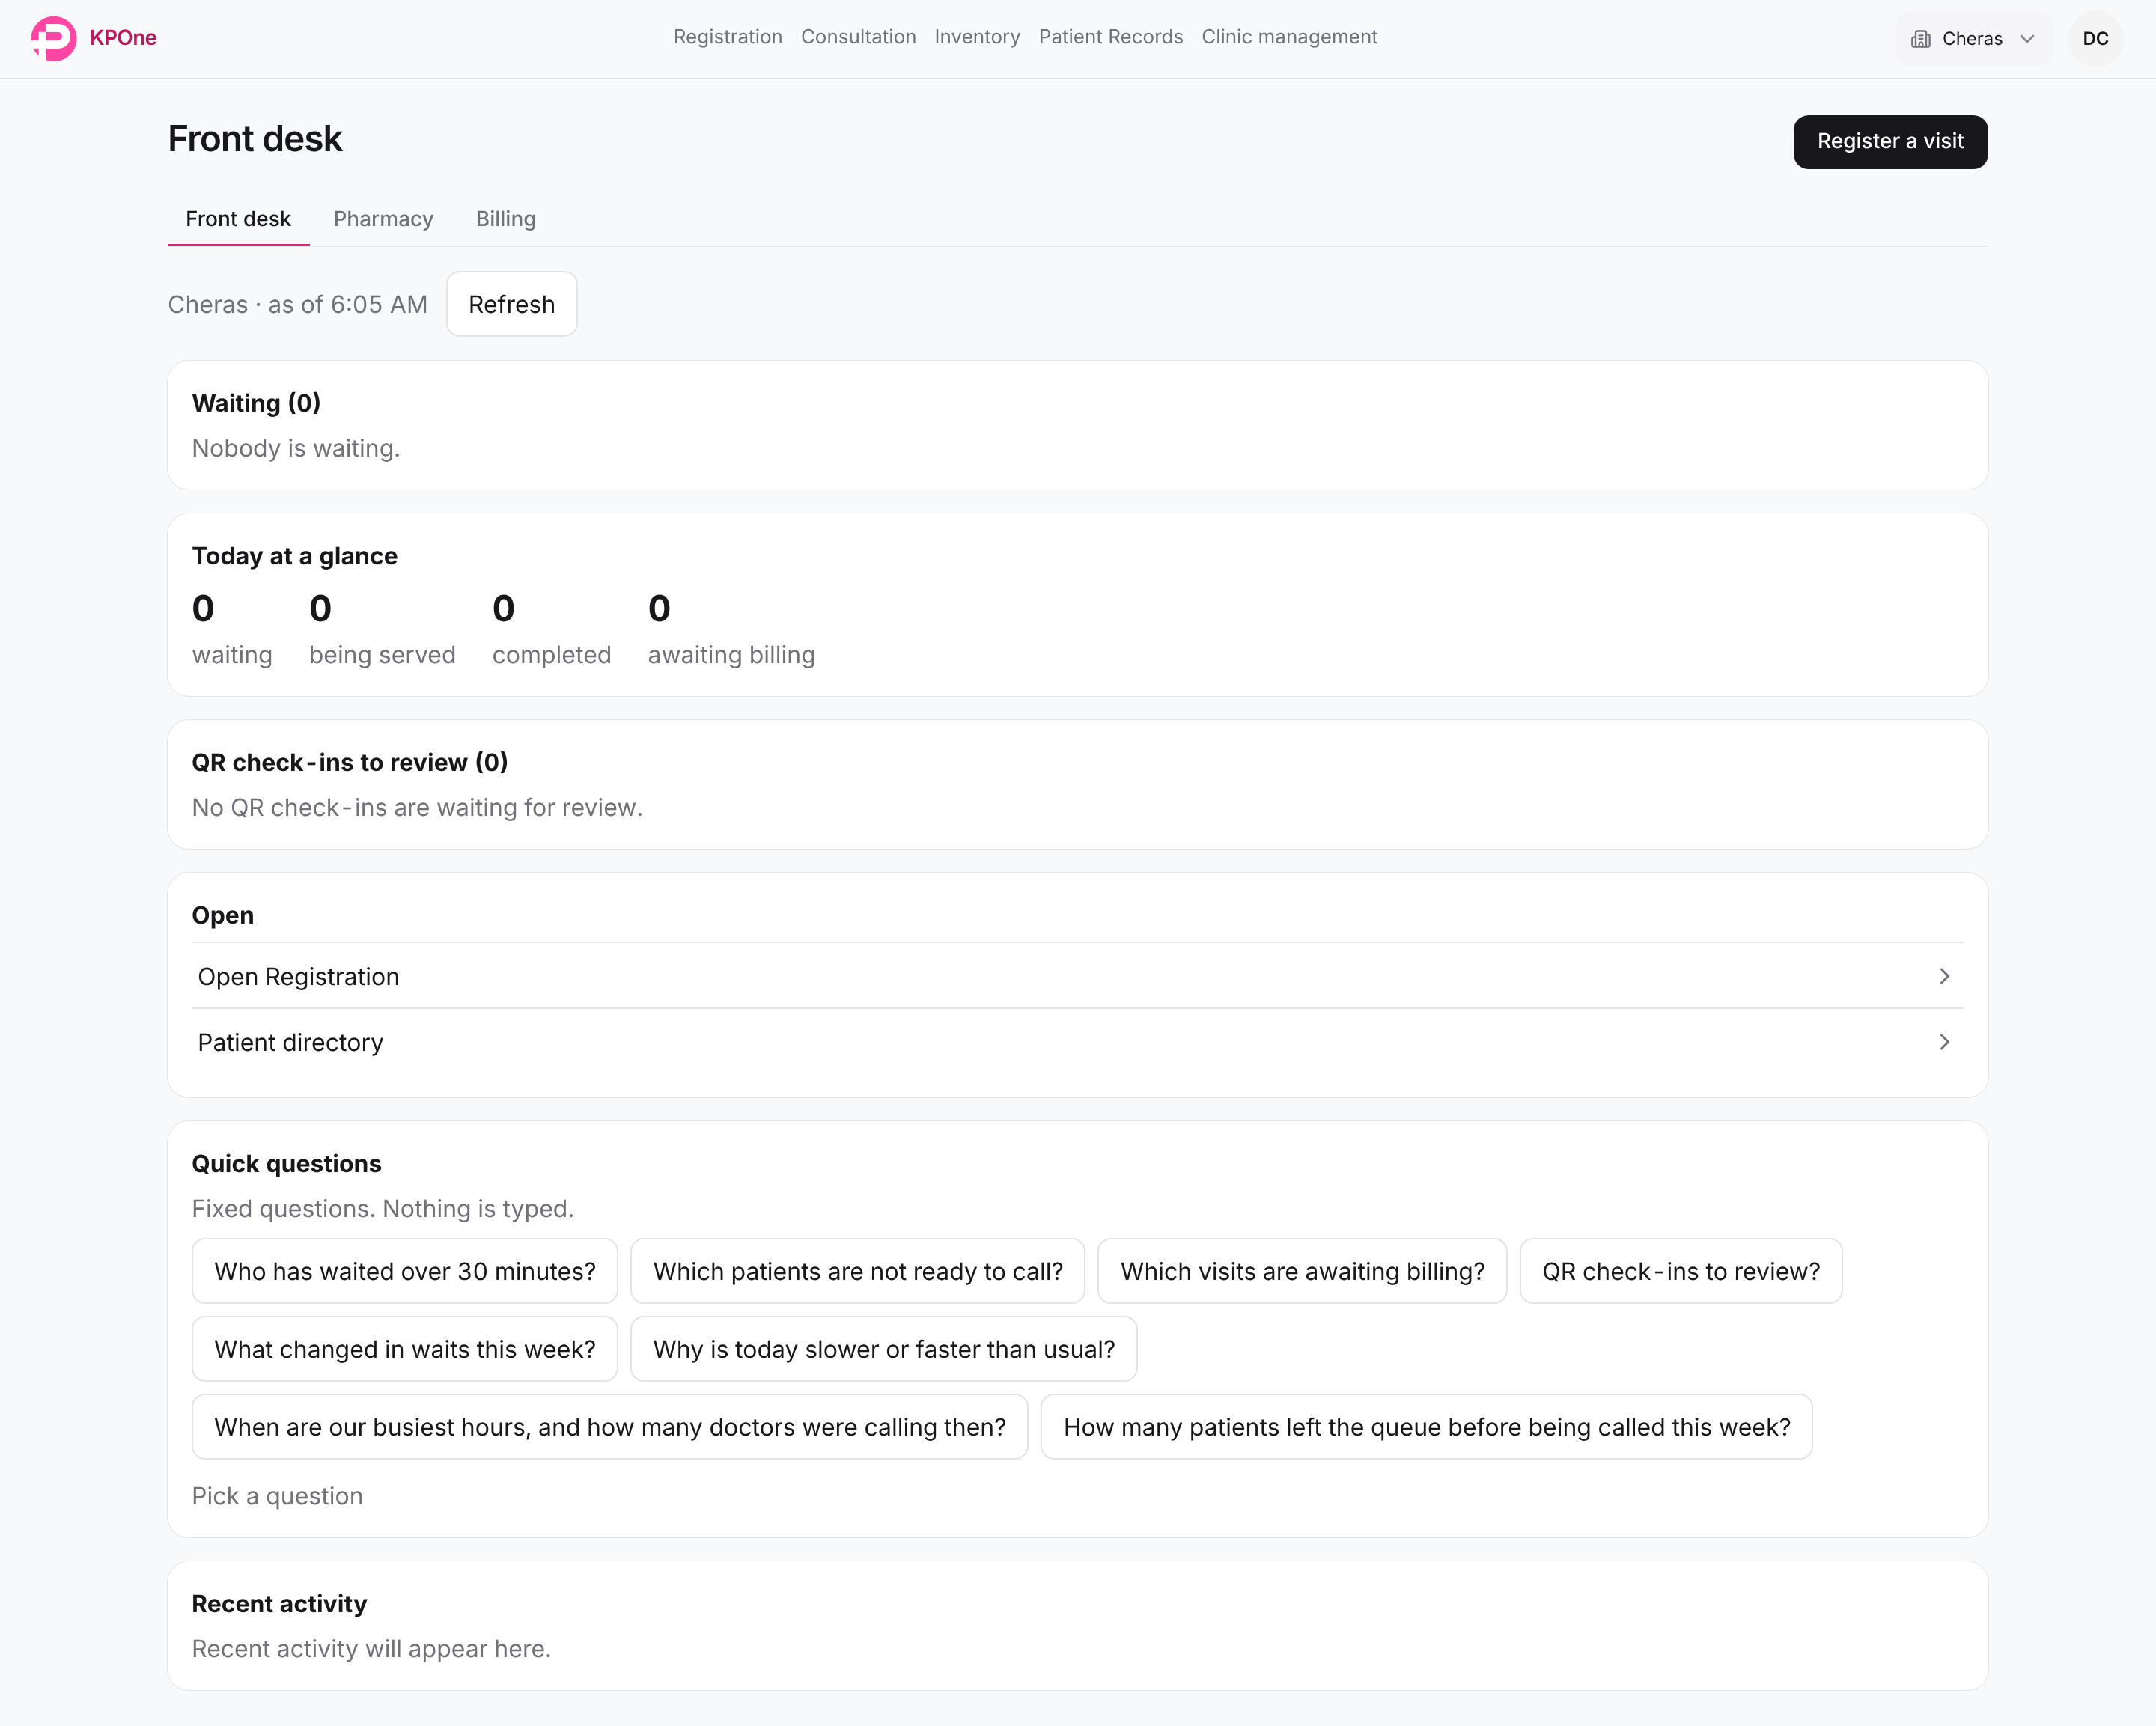 KPOne
Registration Consultation Inventory Patient Records Clinic management
Cheras
DC
Front desk
Register a visit
Front desk Pharmacy Billing
Cheras · as of 6:05 AM Refresh
Waiting (0)
Nobody is waiting.
Today at a glance
0 0 0 0
waiting being served completed awaiting billing
QR check-ins to review (0)
No QR check-ins are waiting for review.
Open
Open Registration
Patient directory
Quick questions
Fixed questions. Nothing is typed.
Who has waited over 30 minutes? Which patients are not ready to call? Which visits are awaiting billing? QR check-ins to review?
What changed in waits this week? Why is today slower or faster than usual?
When are our busiest hours, and how many doctors were calling then? How many patients left the queue before being called this week?
Pick a question
Recent activity
Recent activity will appear here.